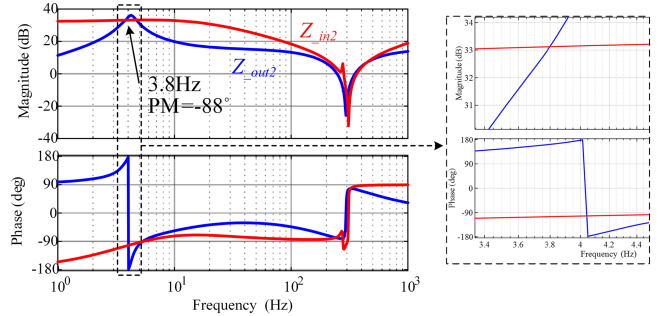 40
20
0
20
40
Magnitude (dB)
Z_in2
Z_out2
3.8Hz
PM=-88°
180
90
0
-90
-180
Phase (deg)
10^0
10^1
10^2
10^3
Frequency (Hz)
34
33
32
31
Magnitude (dB)
180
90
0
-90
-180
Phase (deg)
3.4
3.6
3.8
4
4.2
4.4
Frequency (Hz)